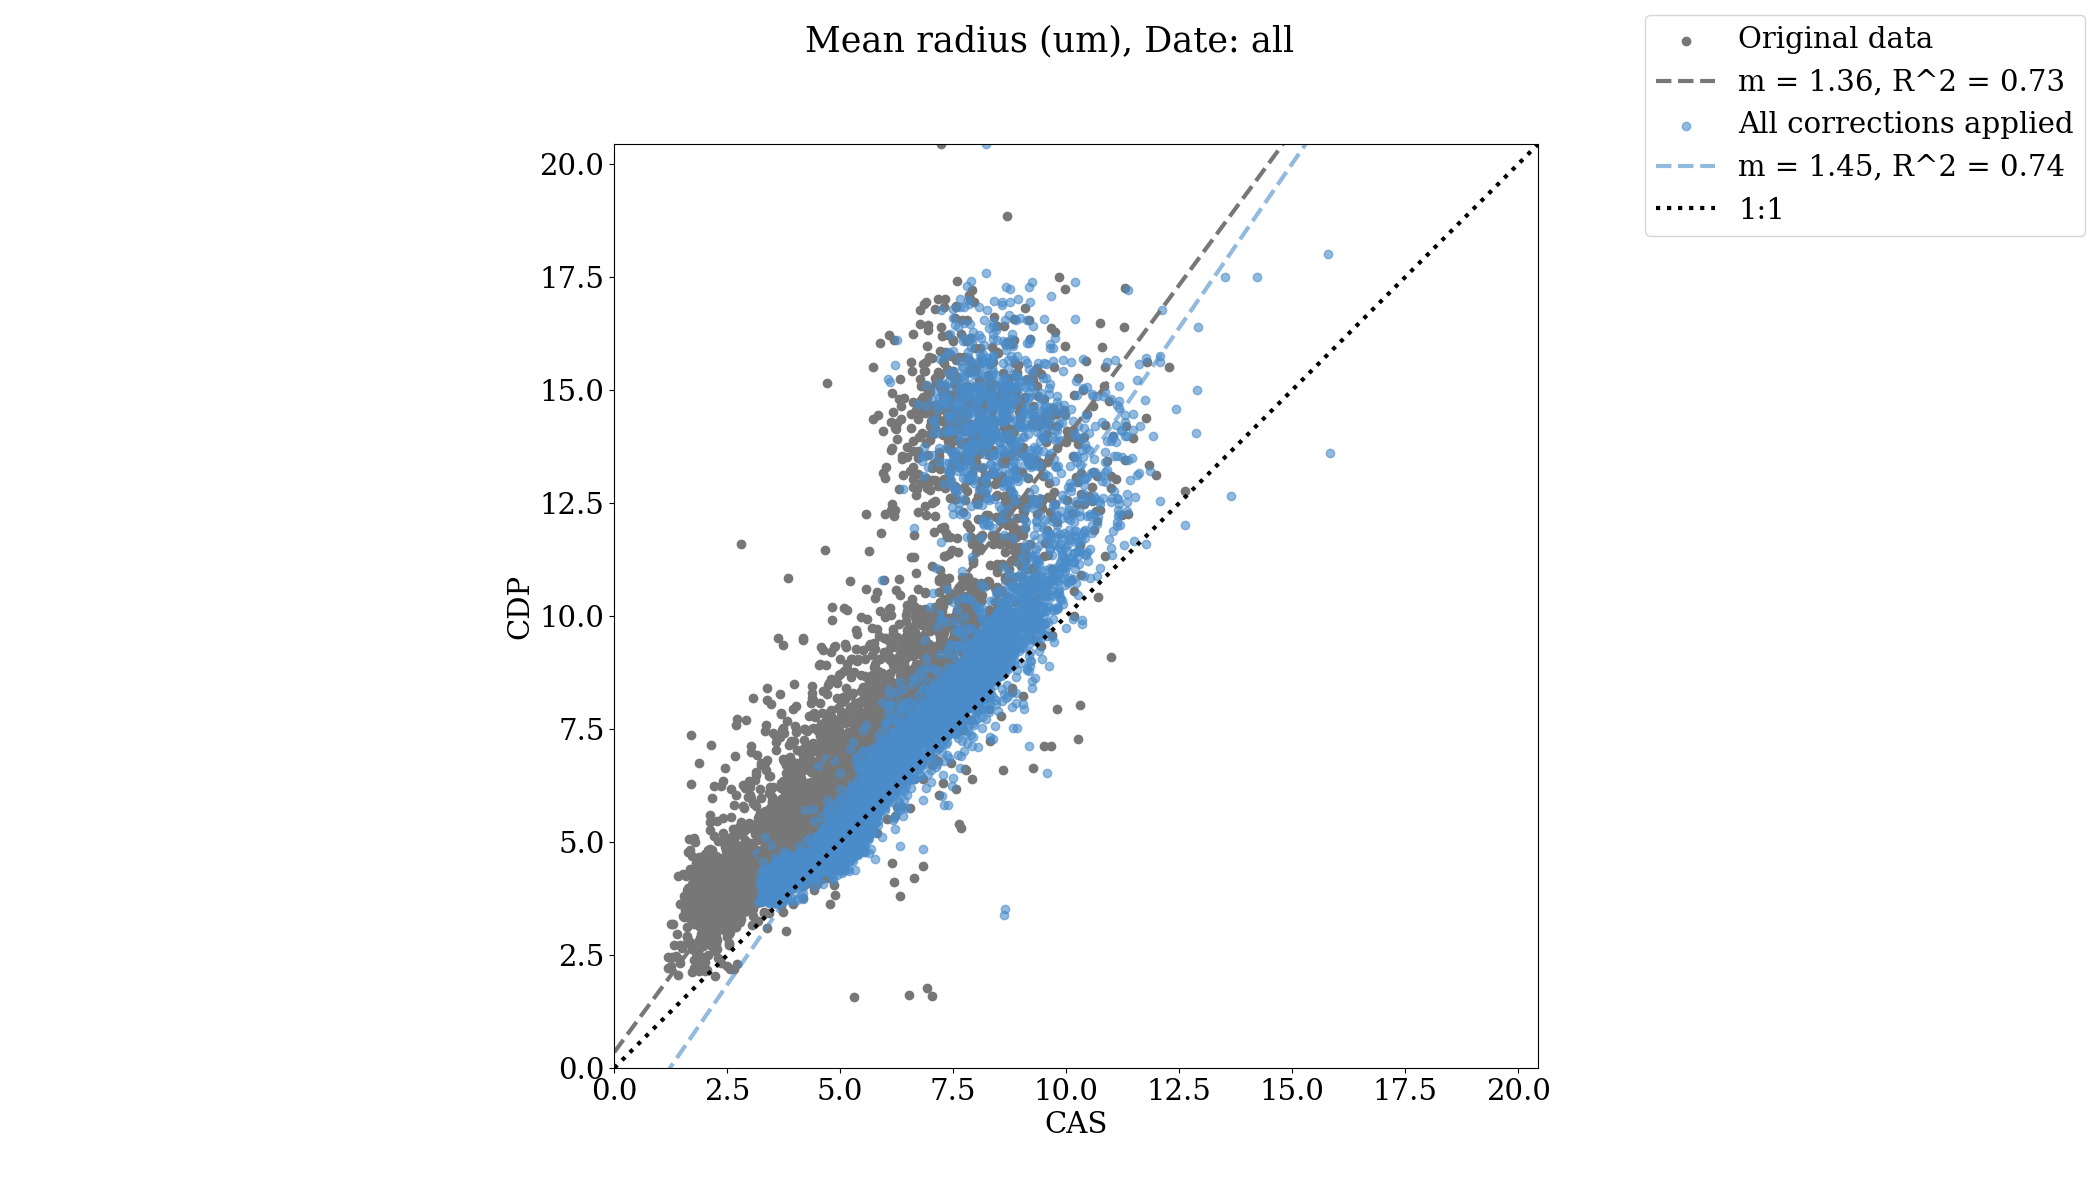 Mean radius (um), Date: all
Original data
m = 1.36, R^2 = 0.73
All corrections applied
m = 1.45, R^2 = 0.74
1:1
CDP
20.0
17.5
15.0
12.5
10.0
7.5
5.0
2.5
0.0
0.0 2.5 5.0 7.5 10.0 12.5 15.0 17.5 20.0
CAS